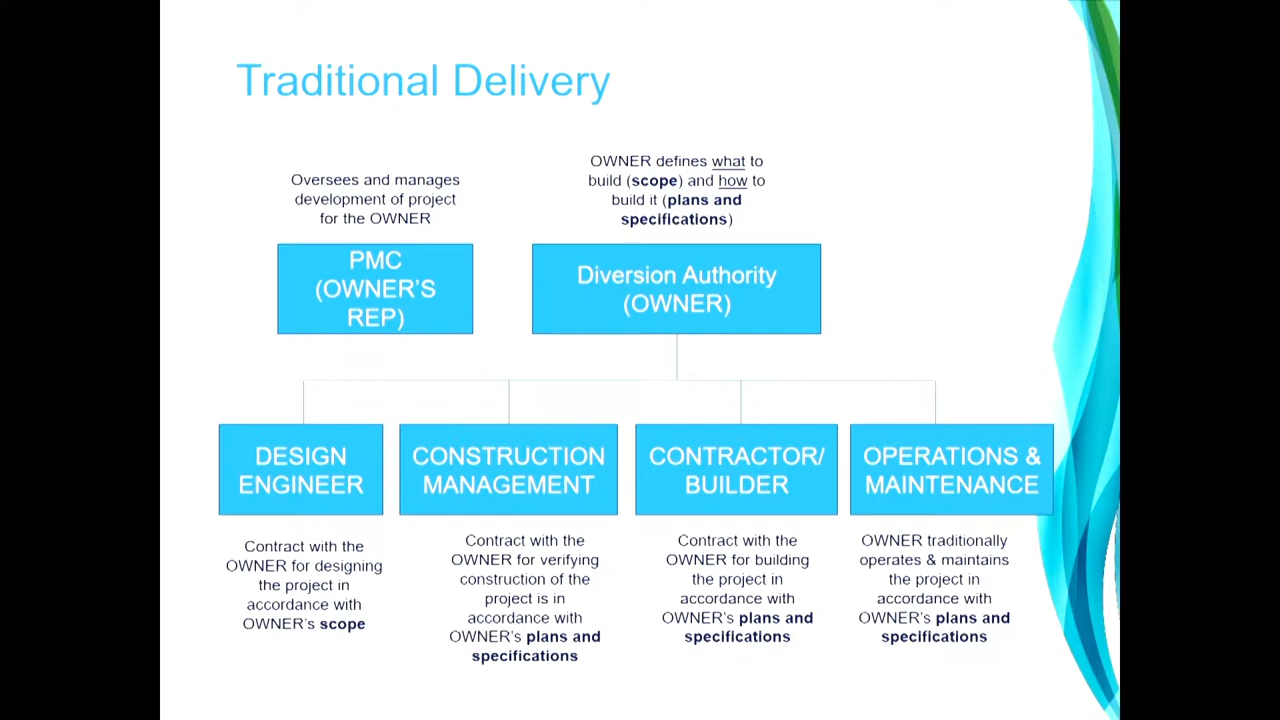 Traditional Delivery
Oversees and manages
development of project
for the OWNER
OWNER defines what to
build (scope) and how to
build it (plans and
specifications)
PMC
(OWNER'S
REP)
Diversion Authority
(OWNER)
DESIGN
ENGINEER
CONSTRUCTION
MANAGEMENT
CONTRACTOR/
BUILDER
OPERATIONS &
MAINTENANCE
Contract with the
OWNER for designing
the project in
accordance with
OWNER's scope
Contract with the
OWNER for verifying
construction of the
project is in
accordance with
OWNER's plans and
specifications
Contract with the
OWNER for building
the project in
accordance with
OWNER's plans and
specifications
OWNER traditionally
operates & maintains
the project in
accordance with
OWNER's plans and
specifications